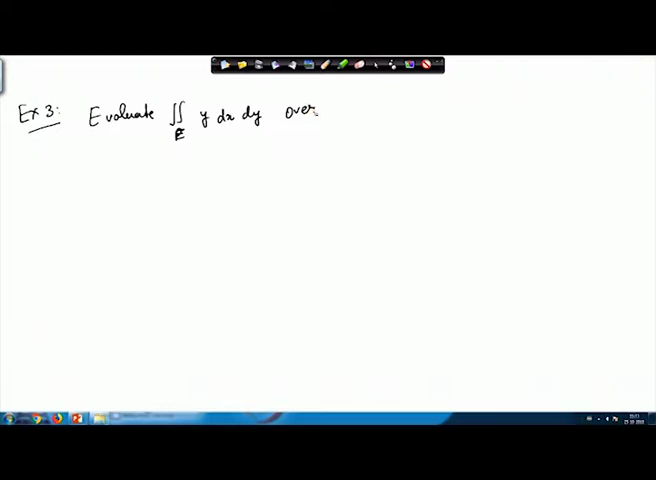 Ex 3: Evaluate ∬ y dx dy over
E